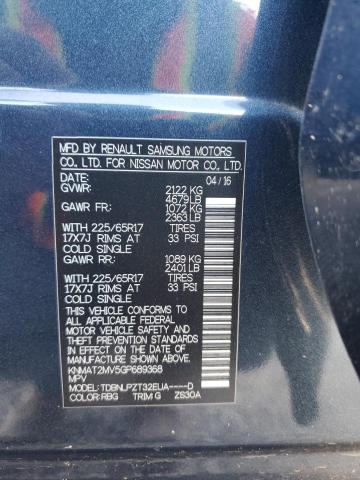 MFD BY RENAULT SAMSUNG MOTORS
CO., LTD. FOR NISSAN MOTOR CO., LTD.
DATE: 04/16
GVWR: 2122 KG
4679 LB
GAWR FR: 1072 KG
2363 LB
WITH 225/65R17 TIRES
17X7J RIMS AT 33 PSI
COLD SINGLE
GAWR RR: 1089 KG
2401 LB
WITH 225/65R17 TIRES
17X7J RIMS AT 33 PSI
COLD SINGLE
THIS VEHICLE CONFORMS TO
ALL APPLICABLE FEDERAL
MOTOR VEHICLE SAFETY
STANDARDS IN EFFECT ON
THE DATE OF MANUFACTURE
SHOWN ABOVE.
KNMAT2MV5GP689368
MPV
MODEL: TDBNLPZT32EUA----D
COLOR:RBG TRIM G ZS30A